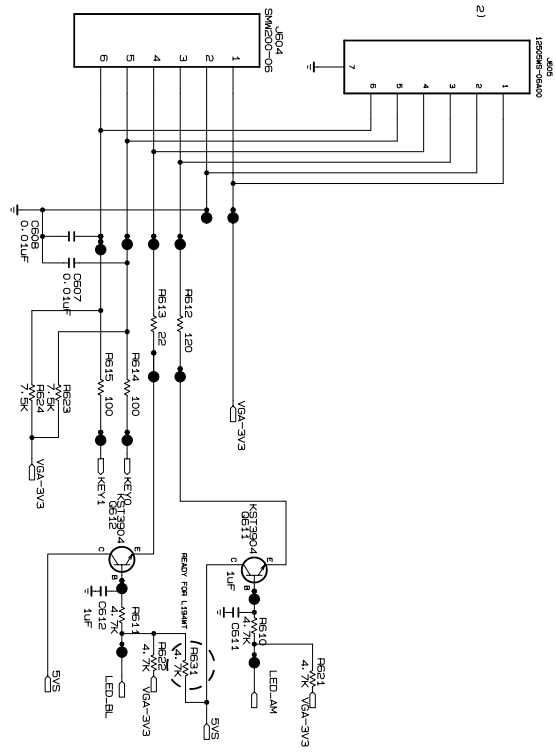 2)
J605
12505WS-06A00
1
2
3
4
5
6
7
J604
SMW200-06
1
2
3
4
5
6
C608
0.01uF
C607
0.01uF
R613
22
R612
120
R615
100
R614
100
R624
7.5K
R623
7.5K
VGA-3V3
VGA-3V3
KEY1
KEY0
KST3904
Q612
C
E
B
KST3904
Q611
C
E
B
1uF
C611
C612
1uF
R611
4.7K
R610
4.7K
READY FOR L194WT
R631
4.7K
R622
4.7K
R621
4.7K
VGA-3V3
VGA-3V3
5VS
LED_BL
5VS
LED_AM